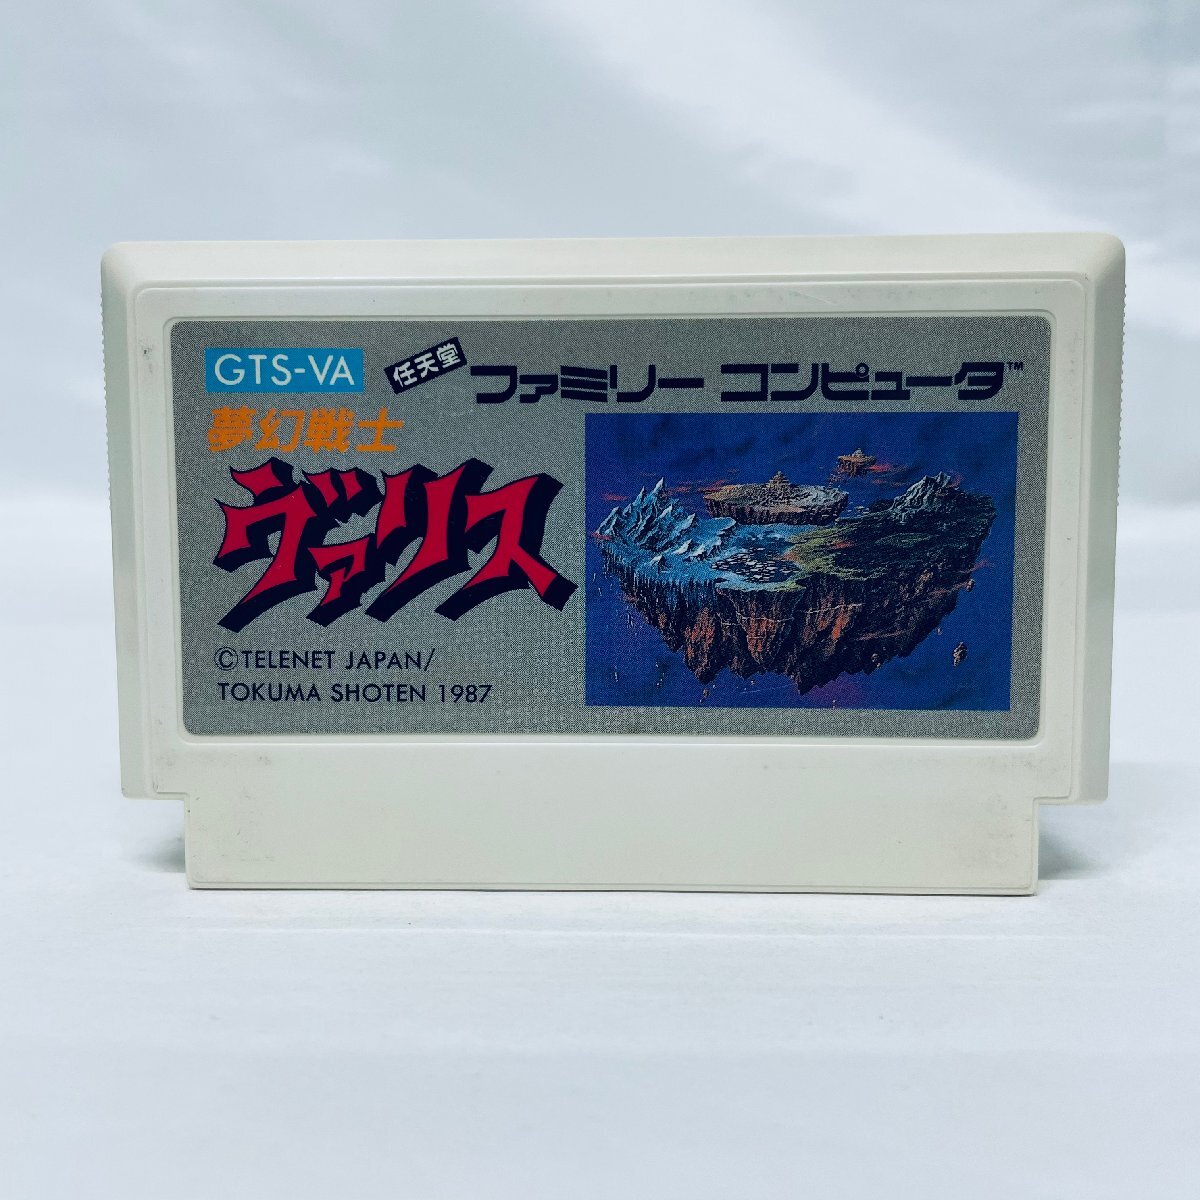 GTS-VA
任天堂 ファミリー コンピュータ™
夢幻戦士
ヴァリス
©TELENET JAPAN/
TOKUMA SHOTEN 1987